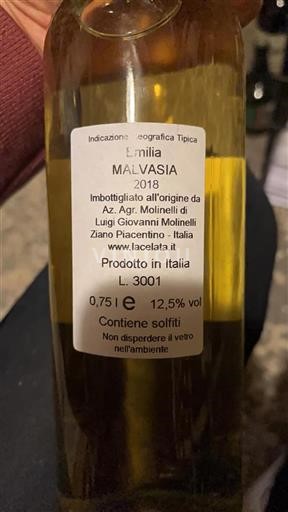 Indicazione Geografica Tipica
Emilia
MALVASIA
2018
Imbottigliato all'origine da
Az. Agr. Molinelli di
Luigi Giovanni Molinelli
Ziano Piacentino - Italia
www.lacelata.it
Prodotto in Italia
L. 3001
0,75 l e 12,5% vol
Contiene solfiti
Non disperdere il vetro
nell'ambiente